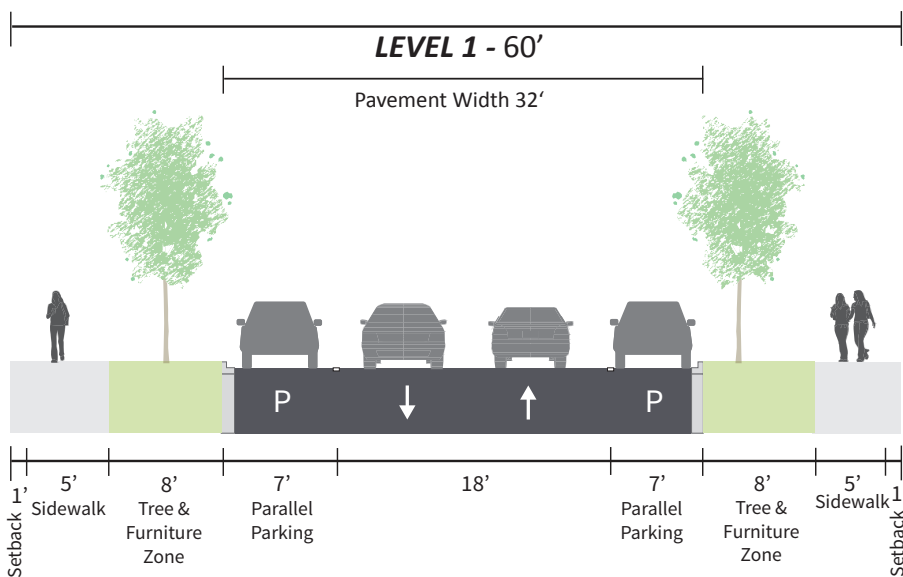 LEVEL 1 - 60’
Pavement Width 32‘
P
P
Setback 1’
5’
Sidewalk
8’
Tree &
Furniture
Zone
7’
Parallel
Parking
18’
7’
Parallel
Parking
8’
Tree &
Furniture
Zone
5’
Sidewalk
Setback 1